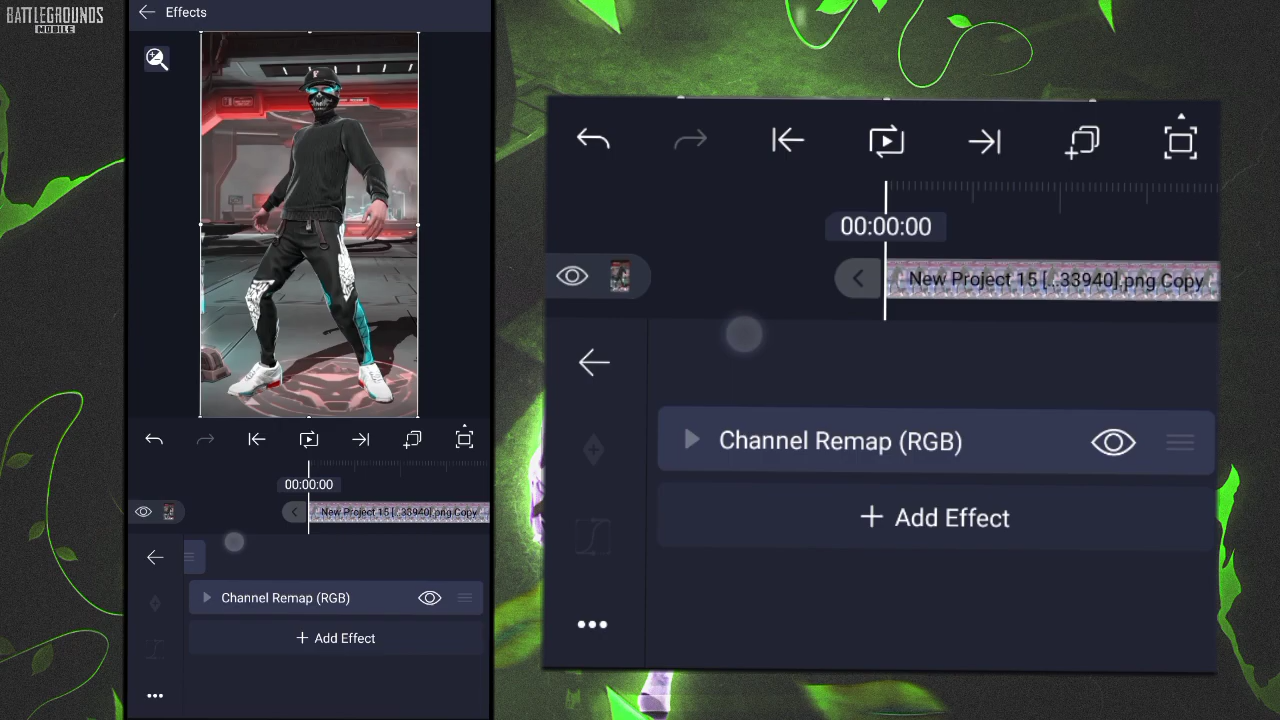 BATTLEGROUNDS
MOBILE
Effects
F
00:00:00
New Project 15 [...33940].png Copy
Channel Remap (RGB)
+ Add Effect
00:00:00
New Project 15 [...33940].png Copy
Channel Remap (RGB)
+ Add Effect